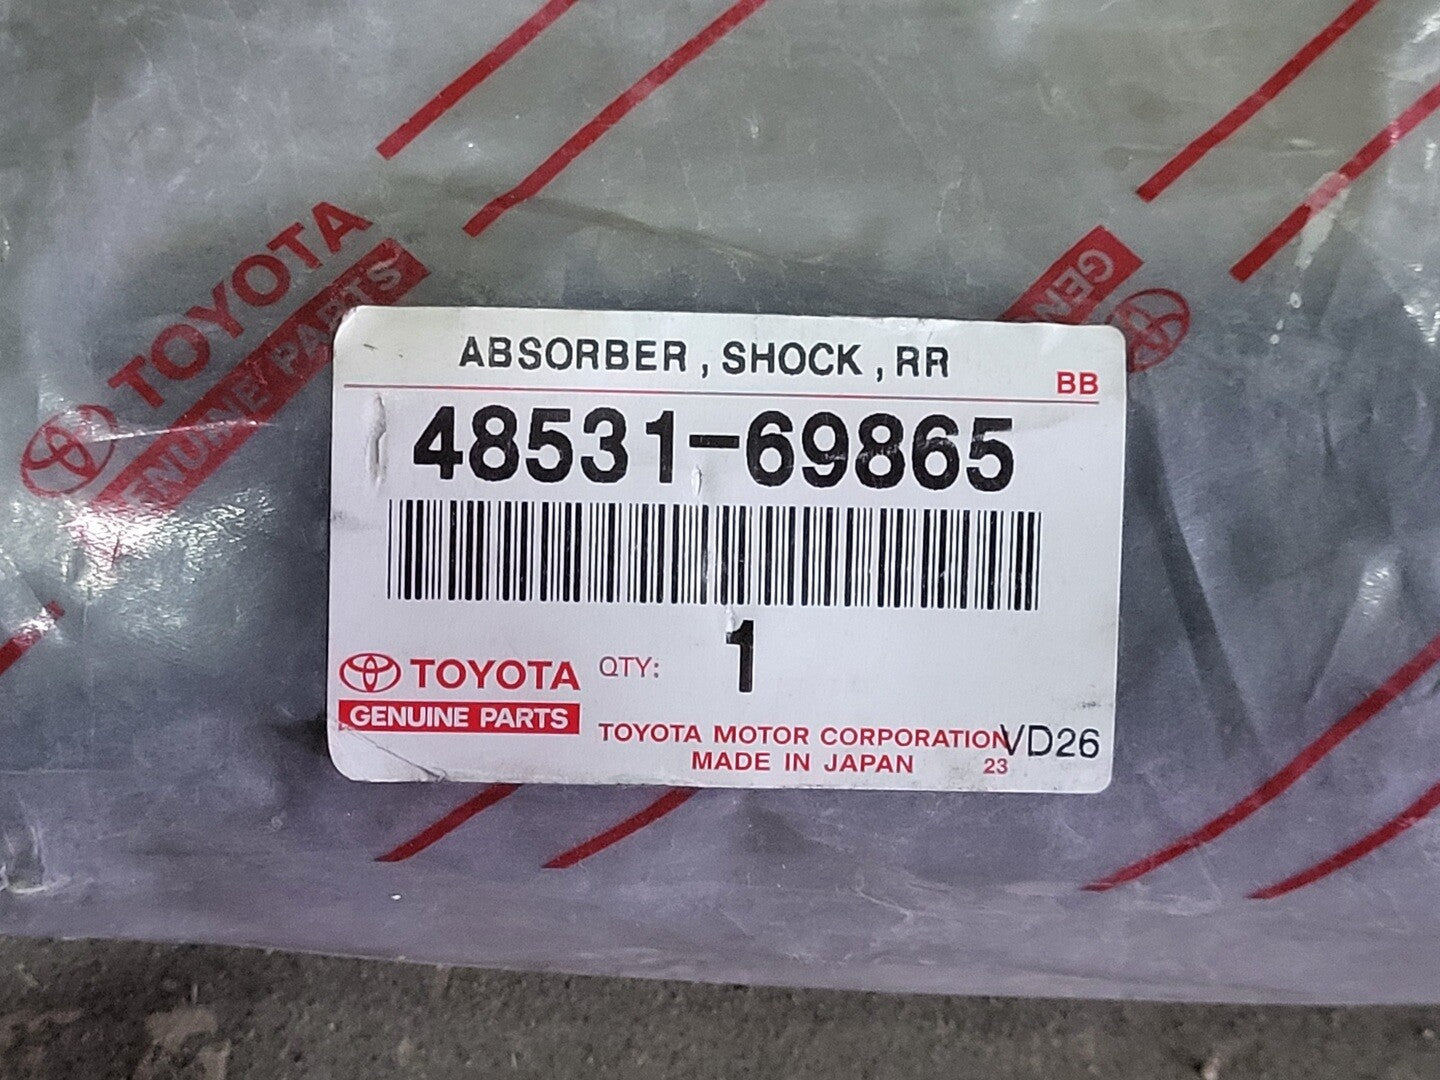 TOYOTA
GENUINE PARTS
GEN
ABSORBER , SHOCK , RR
BB
48531-69865
QTY: 1
TOYOTA
GENUINE PARTS
TOYOTA MOTOR CORPORATION
VD26
MADE IN JAPAN
23